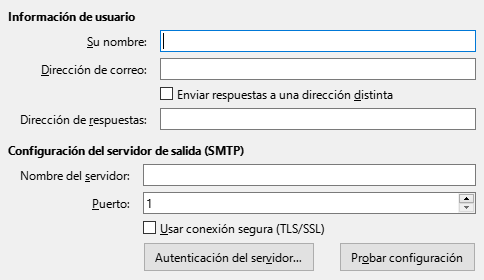 Información de usuario
Su nombre:
Dirección de correo:
Enviar respuestas a una dirección distinta
Dirección de respuestas:
Configuración del servidor de salida (SMTP)
Nombre del servidor:
Puerto: 1
Usar conexión segura (TLS/SSL)
Autenticación del servidor... Probar configuración